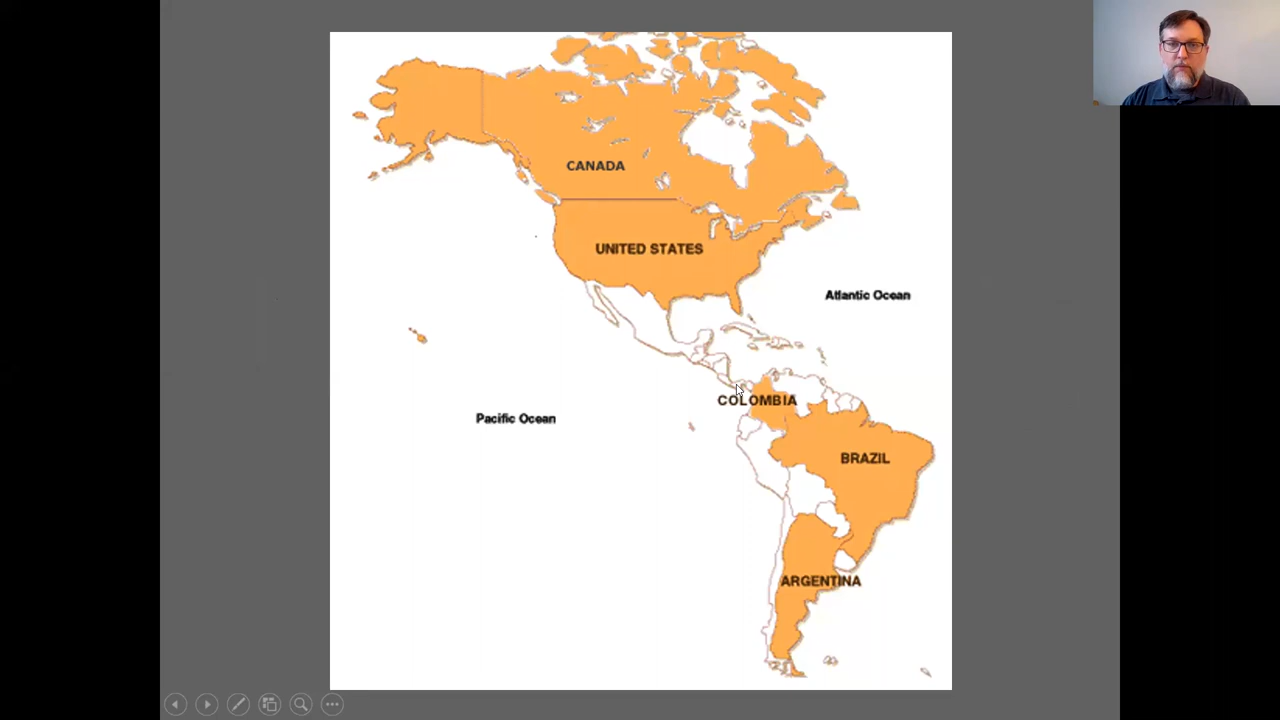 CANADA
UNITED STATES
Atlantic Ocean
COLOMBIA
Pacific Ocean
BRAZIL
ARGENTINA